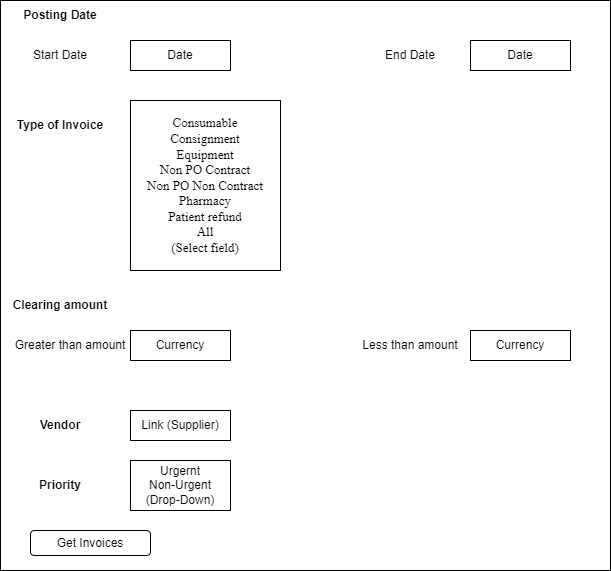 Posting Date
Start Date Date End Date Date
Type of Invoice
Consumable
Consignment
Equipment
Non PO Contract
Non PO Non Contract
Pharmacy
Patient refund
All
(Select field)
Clearing amount
Greater than amount Currency Less than amount Currency
Vendor Link (Supplier)
Priority
Urgernt
Non-Urgent
(Drop-Down)
Get Invoices